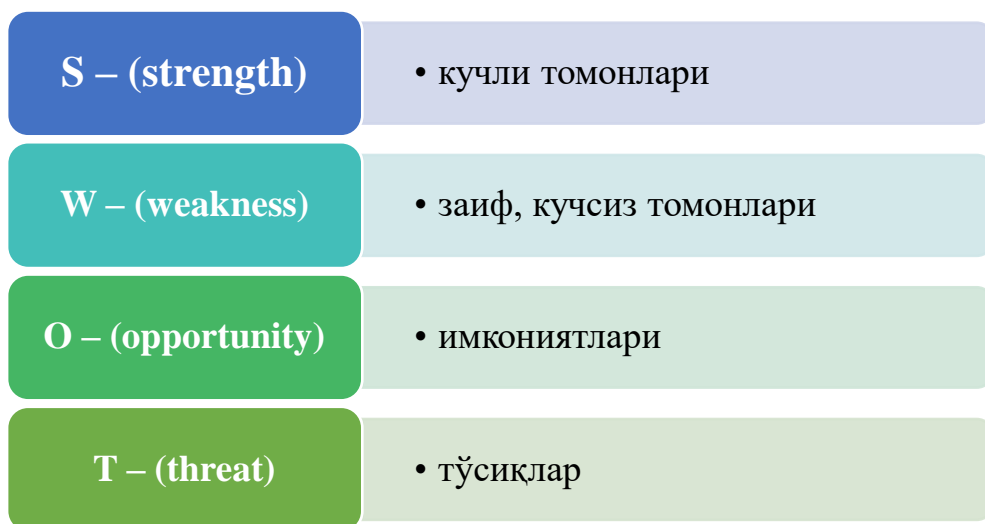 S – (strength)
• кучли томонлари
W – (weakness)
• заиф, кучсиз томонлари
O – (opportunity)
• имкониятлари
T – (threat)
• тўсиқлар